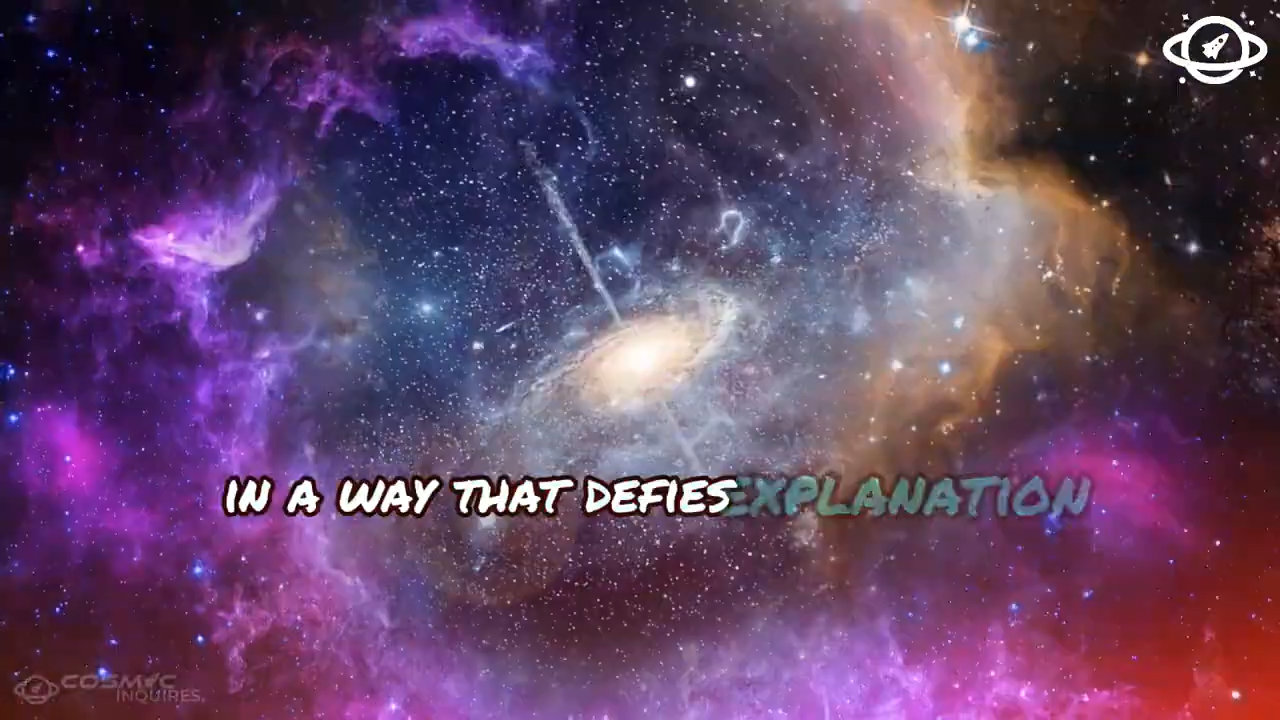 IN A WAY THAT DEFIES EXPLANATION
COSMIC
INQUIRES.